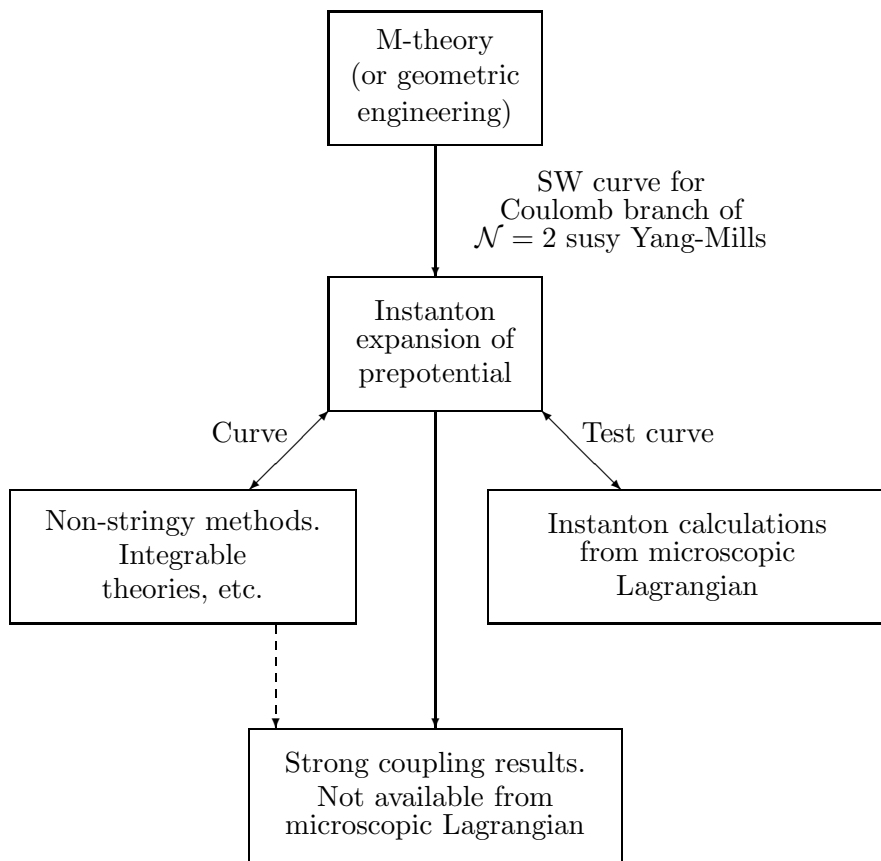 M-theory
(or geometric
engineering)
SW curve for
Coulomb branch of
𝒩 = 2 susy Yang-Mills
Instanton
expansion of
prepotential
Curve
Test curve
Non-stringy methods.
Integrable
theories, etc.
Instanton calculations
from microscopic
Lagrangian
Strong coupling results.
Not available from
microscopic Lagrangian